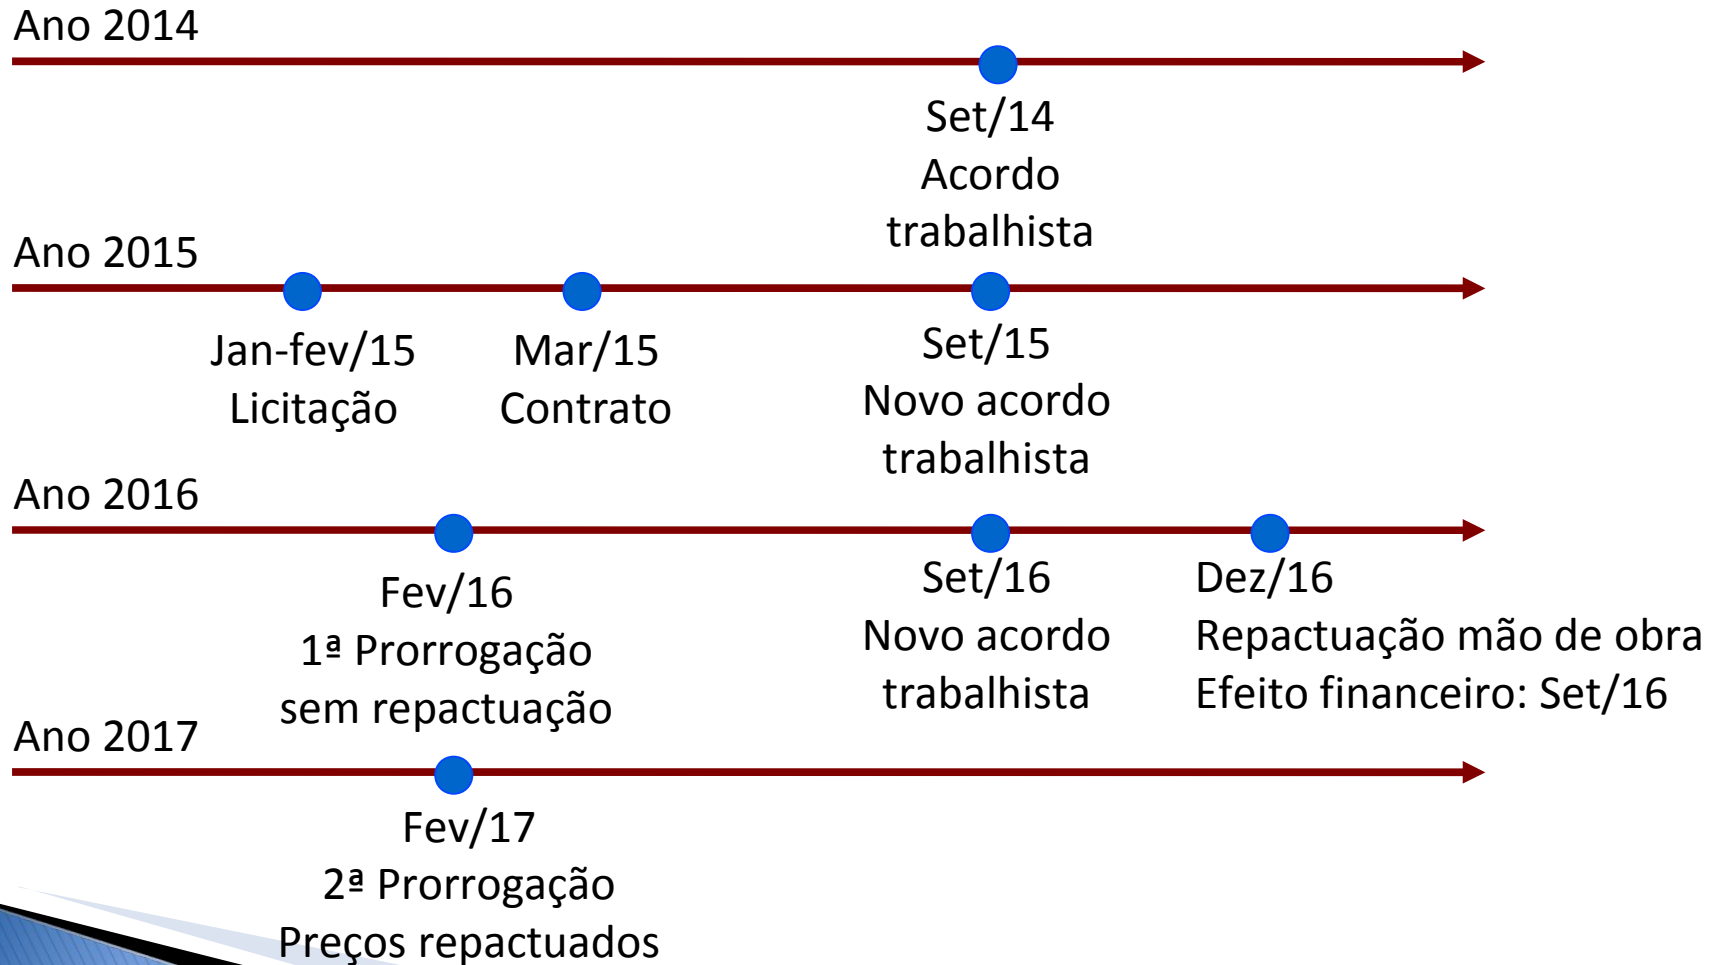 Ano 2014
Set/14
Acordo
trabalhista
Ano 2015
Jan-fev/15
Licitação
Mar/15
Contrato
Set/15
Novo acordo
trabalhista
Ano 2016
Fev/16
1ª Prorrogação
sem repactuação
Set/16
Novo acordo
trabalhista
Dez/16
Repactuação mão de obra
Efeito financeiro: Set/16
Ano 2017
Fev/17
2ª Prorrogação
Preços repactuados